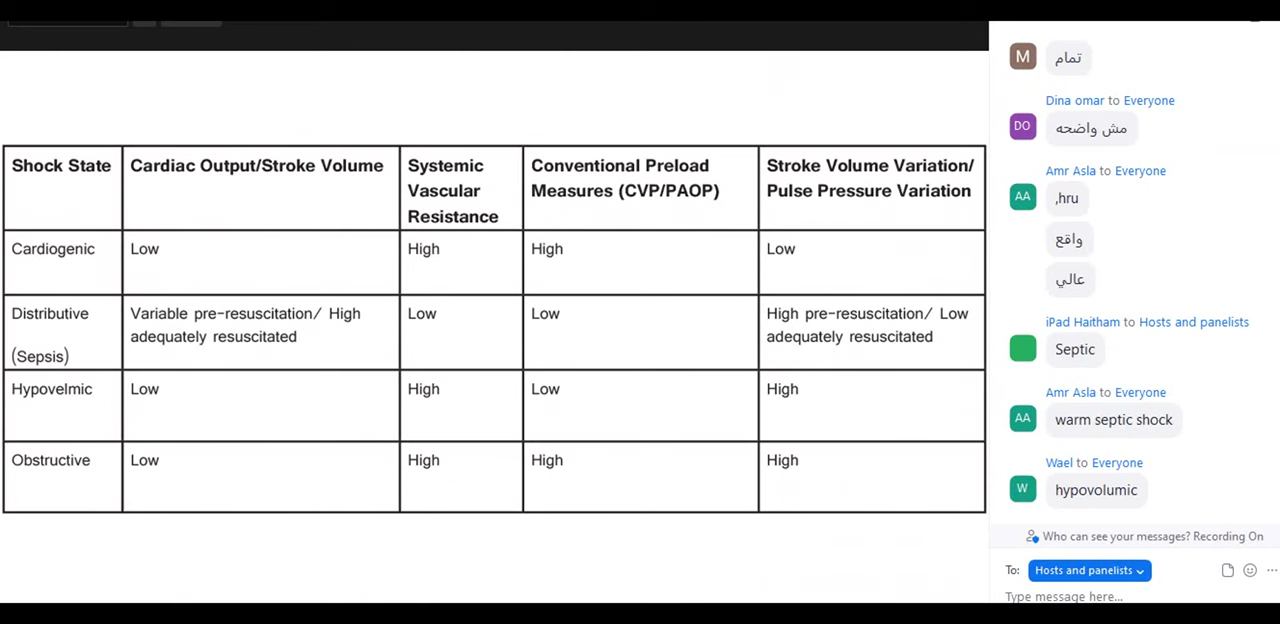 Shock State
Cardiac Output/Stroke Volume
Systemic
Vascular
Resistance
Conventional Preload
Measures (CVP/PAOP)
Stroke Volume Variation/
Pulse Pressure Variation
Cardiogenic
Low
High
High
Low
Distributive
(Sepsis)
Variable pre-resuscitation/ High
adequately resuscitated
Low
Low
High pre-resuscitation/ Low
adequately resuscitated
Hypovelmic
Low
High
Low
High
Obstructive
Low
High
High
High
M
تمام
Dina omar to Everyone
DO
مش واضحه
Amr Asla to Everyone
AA
,hru
واقع
عالي
iPad Haitham to Hosts and panelists
Septic
Amr Asla to Everyone
AA
warm septic shock
Wael to Everyone
W
hypovolumic
Who can see your messages? Recording On
To:
Hosts and panelists
Type message here...